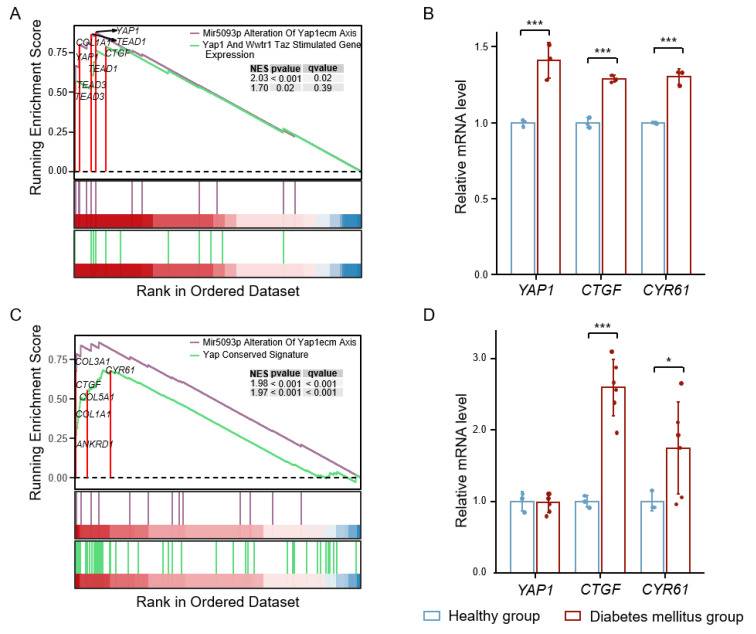 A
Running Enrichment Score
0.75
0.50
0.25
0.00
YAP1
COL1A1
TEAD1
YAP1
CTGF
TEAD1
TEAD3
TEAD3
Mir5093p Alteration Of Yap1ecm Axis
Yap1 And Wwtr1 Taz Stimulated Gene
Expression
NES pvalue qvalue
2.03 < 0.001 0.02
1.70 0.02 0.39
Rank in Ordered Dataset
B
Relative mRNA level
1.5
1.0
0.5
0.0
***
***
***
YAP1 CTGF CYR61
C
Running Enrichment Score
0.75
0.50
0.25
0.00
COL3A1
CYR61
CTGF
COL5A1
COL1A1
ANKRD1
Mir5093p Alteration Of Yap1ecm Axis
Yap Conserved Signature
NES pvalue qvalue
1.98 < 0.001 < 0.001
1.97 < 0.001 < 0.001
Rank in Ordered Dataset
D
Relative mRNA level
3.0
2.0
1.0
0.0
***
*
YAP1 CTGF CYR61
Healthy group Diabetes mellitus group